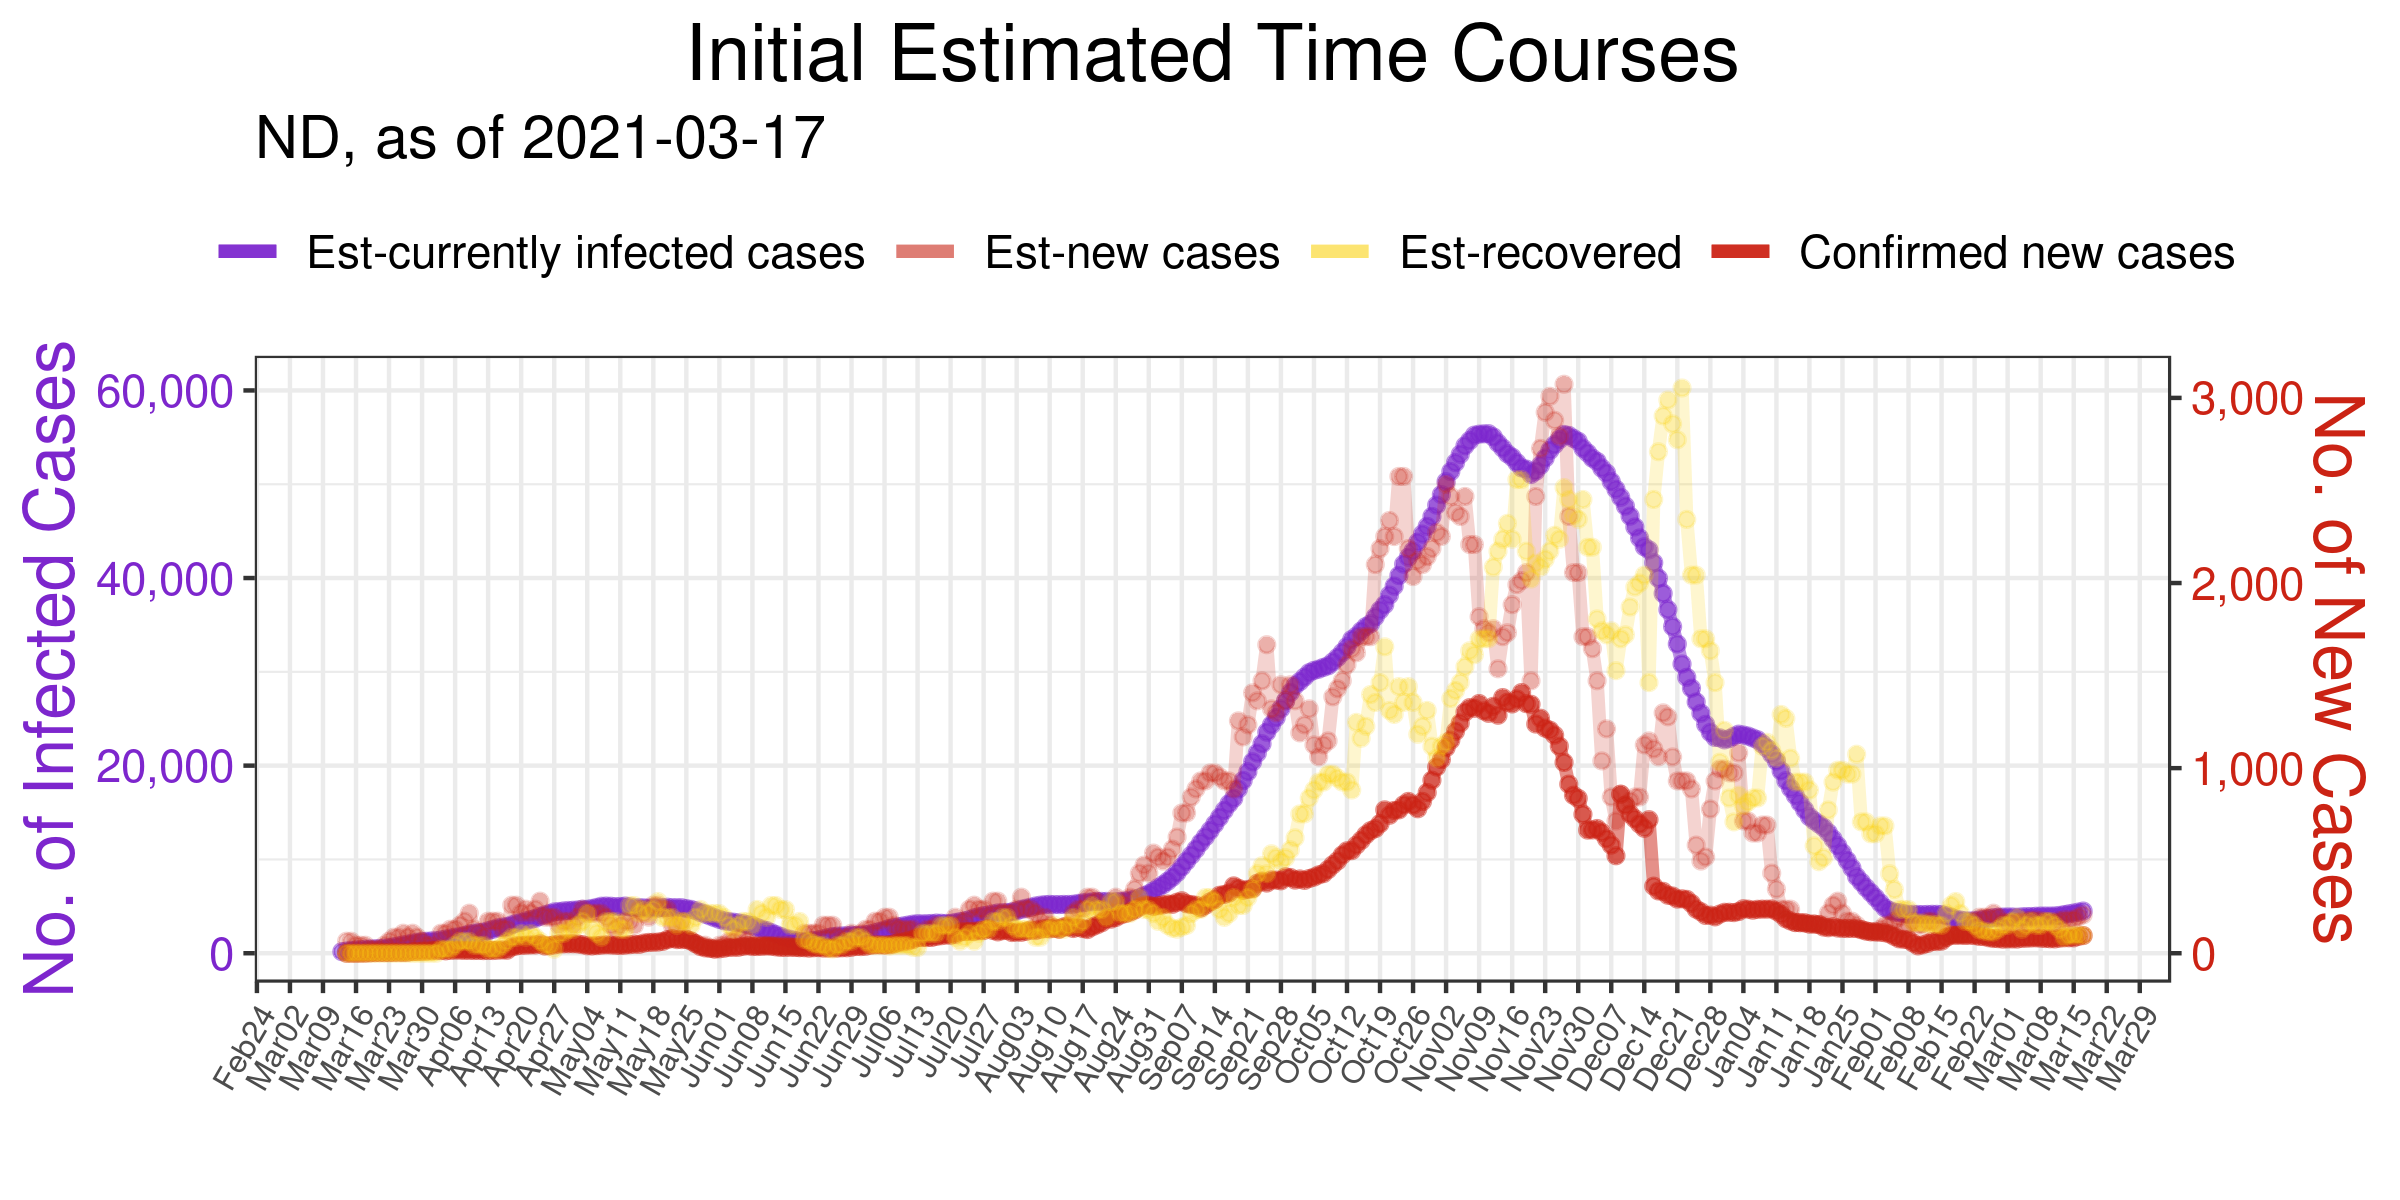 Initial Estimated Time Courses
ND, as of 2021-03-17
Est-currently infected cases Est-new cases Est-recovered Confirmed new cases
No. of Infected Cases
60,000
40,000
20,000
0
3,000
2,000
1,000
0
No. of New Cases
Feb24 Mar02 Mar09 Mar16 Mar23 Mar30 Apr06 Apr13 Apr20 Apr27 May04 May11 May18 May25 Jun01 Jun08 Jun15 Jun22 Jun29 Jul06 Jul13 Jul20 Jul27 Aug03 Aug10 Aug17 Aug24 Aug31 Sep07 Sep14 Sep21 Sep28 Oct05 Oct12 Oct19 Oct26 Nov02 Nov09 Nov16 Nov23 Nov30 Dec07 Dec14 Dec21 Dec28 Jan04 Jan11 Jan18 Jan25 Feb01 Feb08 Feb15 Feb22 Mar01 Mar08 Mar15 Mar22 Mar29